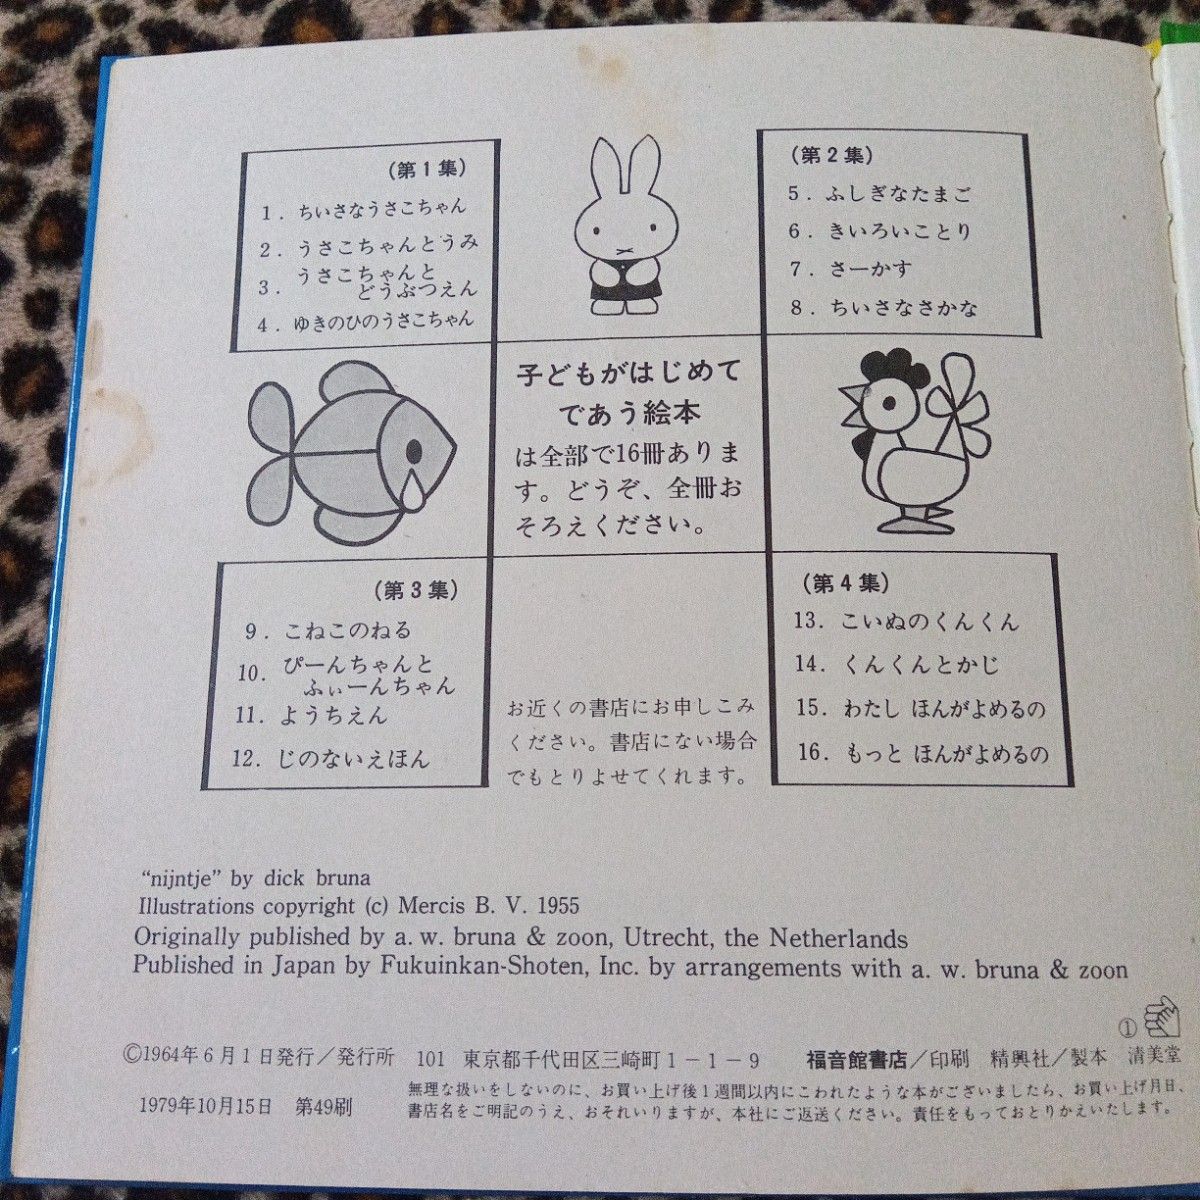 (第1集)
1. ちいさなうさこちゃん
2. うさこちゃんとうみ
3. うさこちゃんと
どうぶつえん
4. ゆきのひのうさこちゃん
(第2集)
5. ふしぎなたまご
6. きいろいことり
7. さーかす
8. ちいさなさかな
子どもがはじめて
であう絵本
は全部で16冊ありま
す。どうぞ、全冊お
そろえください。
(第3集)
9. こねこのねる
10. ぴーんちゃんと
ふぃーんちゃん
11. ようちえん
12. じのないえほん
お近くの書店にお申しこみ
ください。書店にない場合
でもとりよせてくれます。
(第4集)
13. こいぬのくんくん
14. くんくんとかじ
15. わたし ほんがよめるの
16. もっと ほんがよめるの
“nijntje” by dick bruna
Illustrations copyright (c) Mercis B. V. 1955
Originally published by a. w. bruna & zoon, Utrecht, the Netherlands
Published in Japan by Fukuinkan-Shoten, Inc. by arrangements with a. w. bruna & zoon
①
©1964年6月1日発行/発行所 101 東京都千代田区三崎町1-1-9 福音館書店/印刷 精興社/製本 清美堂
1979年10月15日 第49刷
無理な扱いをしないのに、お買い上げ後1週間以内にこわれたような本がございましたら、お買い上げ月日、
書店名をご明記のうえ、おそれいりますが、本社にご返送ください。責任をもっておとりかえいたします。